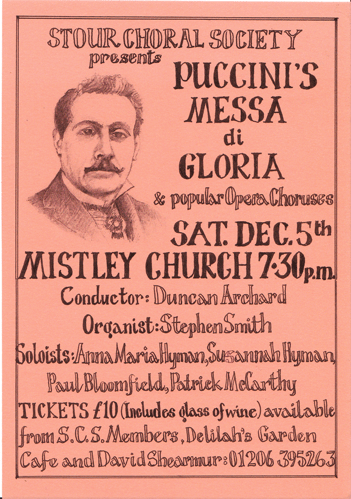 STOUR CHORAL SOCIETY
presents
PUCCINI'S
MESSA
di
GLORIA
& popular Opera Choruses
SAT. DEC. 5th
MISTLEY CHURCH 7·30p.m.
Conductor: Duncan Archard
Organist: Stephen Smith
Soloists: Anna Maria Hyman, Susannah Hyman,
Paul Bloomfield, Patrick McCarthy
TICKETS £10 (Includes glass of wine) available
from S.C.S. Members, Delilah's Garden
Cafe and David Shearmur: 01206 395263